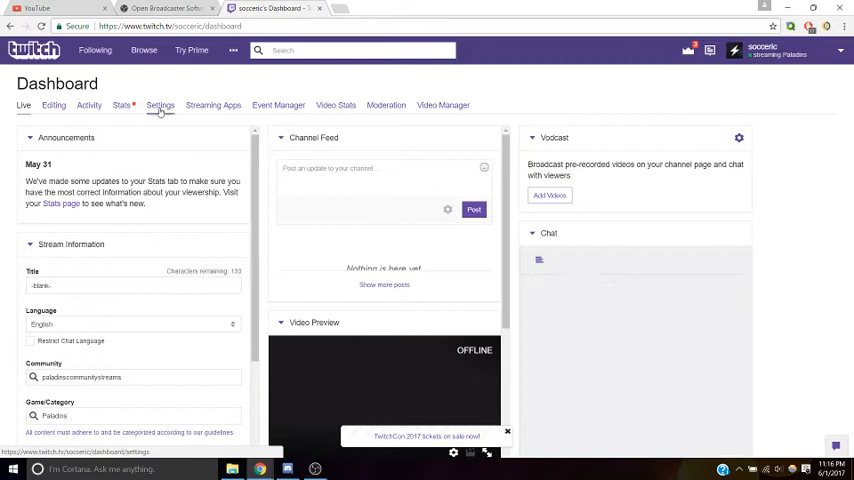 YouTube
Open Broadcaster Softw
socceric's Dashboard - T
Secure
https://www.twitch.tv/socceric/dashboard
twitch
Following
Browse
Try Prime
Search
socceric
streaming Paladins
Dashboard
Live
Editing
Activity
Stats
Settings
Streaming Apps
Event Manager
Video Stats
Moderation
Video Manager
Announcements
May 31
We've made some updates to your Stats tab to make sure you
have the most correct information about your viewership. Visit
your Stats page to see what's new.
Stream Information
Title
Characters remaining: 133
-blank-
Language
English
Restrict Chat Language
Community
paladinscommunitystreams
Game/Category
Paladins
All content must adhere to and be categorized according to our guidelines.
Channel Feed
Post an update to your channel...
Post
Nothing is here yet
Show more posts
Video Preview
OFFLINE
Vodcast
Broadcast pre-recorded videos on your channel page and chat
with viewers
Add Videos
Chat
TwitchCon 2017 tickets on sale now!
https://www.twitch.tv/socceric/dashboard/settings
I'm Cortana. Ask me anything.
11:16 PM
6/1/2017